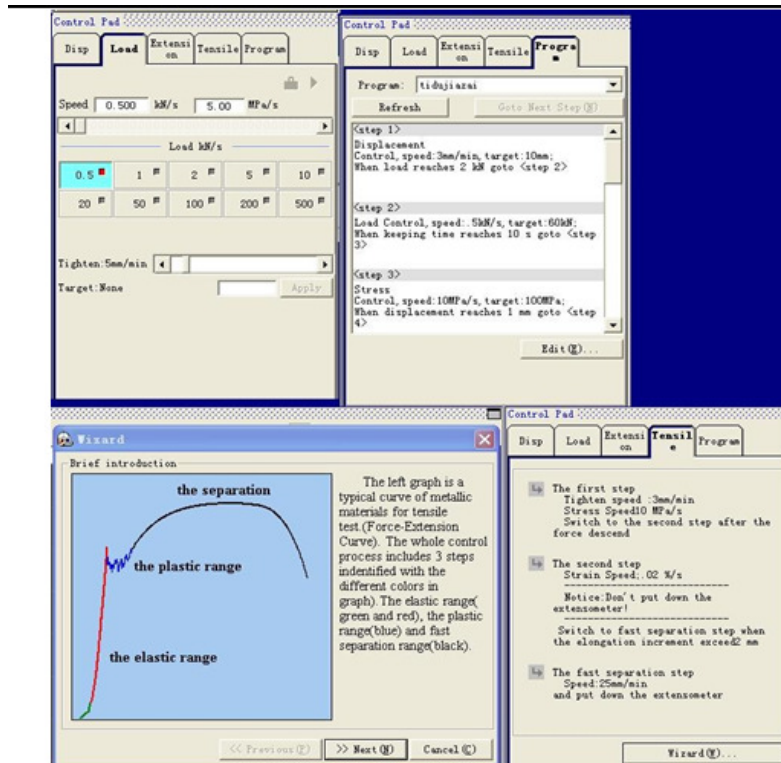 Control Pad
Disp
Load
Extensi
on
Tensile
Program
Speed
0.500
kN/s
5.00
MPa/s
Load kN/s
0.5
1
2
5
10
20
50
100
200
500
Tighten:5mm/min
Target:None
Apply
Control Pad
Disp
Load
Extensi
on
Tensile
Progra
m
Program:
tidujiazai
Refresh
Goto Next Step(N)
<step 1>
Displacement
Control, speed:3mm/min, target:10mm;
When load reaches 2 kN goto <step 2>
<step 2>
Load Control, speed:.5kN/s, target:60kN;
When keeping time reaches 10 s goto <step
3>
<step 3>
Stress
Control, speed:10MPa/s, target:100MPa;
When displacement reaches 1 mm goto <step
4>
Edit(E)...
Wizard
Brief introduction
the separation
the plastic range
the elastic range
The left graph is a
typical curve of metallic
materials for tensile
test.(Force-Extension
Curve). The whole control
process includes 3 steps
indentified with the
different colors in
graph). The elastic range(
green and red), the plastic
range(blue) and fast
separation range(black).
<< Previous(P)
>> Next(N)
Cancel(C)
Control Pad
Disp
Load
Extensi
on
Tensil
e
Program
The first step
Tighten speed :3mm/min
Stress Speed10 MPa/s
Switch to the second step after the
force descend
The second step
Strain Speed:.02 %/s
Notice:Don't put down the
extensometer!
Switch to fast separation step when
the elongation increment exceed2 mm
The fast separation step
Speed:25mm/min
and put down the extensometer
Wizard(W)...